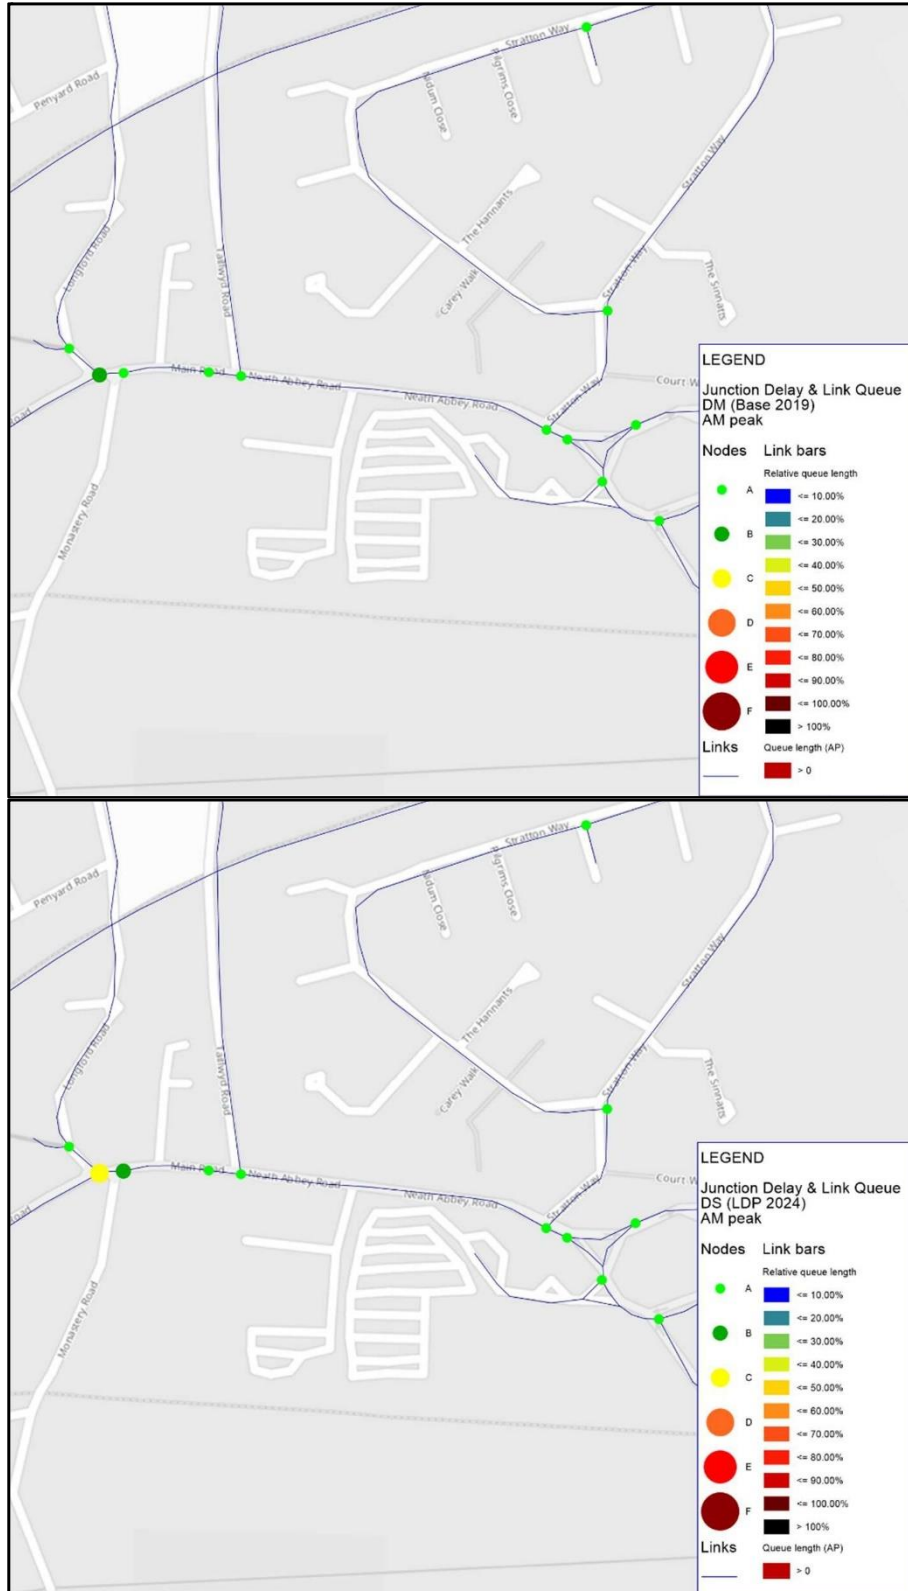 Stratton Way
Penyard Road
Nidum Close
Pilgrims Close
Stratton Way
The Hannants
Longford Road
Taillwyd Road
Carey Walk
Stratton Way
The Sinnatts
Main Road
Neath Abbey Road
Court W
Neath Abbey Road
Stratton Way
Road
Monastery Road
LEGEND
Junction Delay & Link Queue
DM (Base 2019)
AM peak
Nodes Link bars
Relative queue length
A <= 10.00%
<= 20.00%
B <= 30.00%
<= 40.00%
C <= 50.00%
<= 60.00%
D <= 70.00%
<= 80.00%
E <= 90.00%
<= 100.00%
F > 100%
Links Queue length (AP)
> 0
Stratton Way
Penyard Road
Nidum Close
Pilgrims Close
Stratton Way
The Hannants
Longford Road
Taillwyd Road
Carey Walk
Stratton Way
The Sinnatts
Main Road
Neath Abbey Road
Court W
Neath Abbey Road
Stratton Way
Road
Monastery Road
LEGEND
Junction Delay & Link Queue
DS (LDP 2024)
AM peak
Nodes Link bars
Relative queue length
A <= 10.00%
<= 20.00%
B <= 30.00%
<= 40.00%
C <= 50.00%
<= 60.00%
D <= 70.00%
<= 80.00%
E <= 90.00%
<= 100.00%
F > 100%
Links Queue length (AP)
> 0